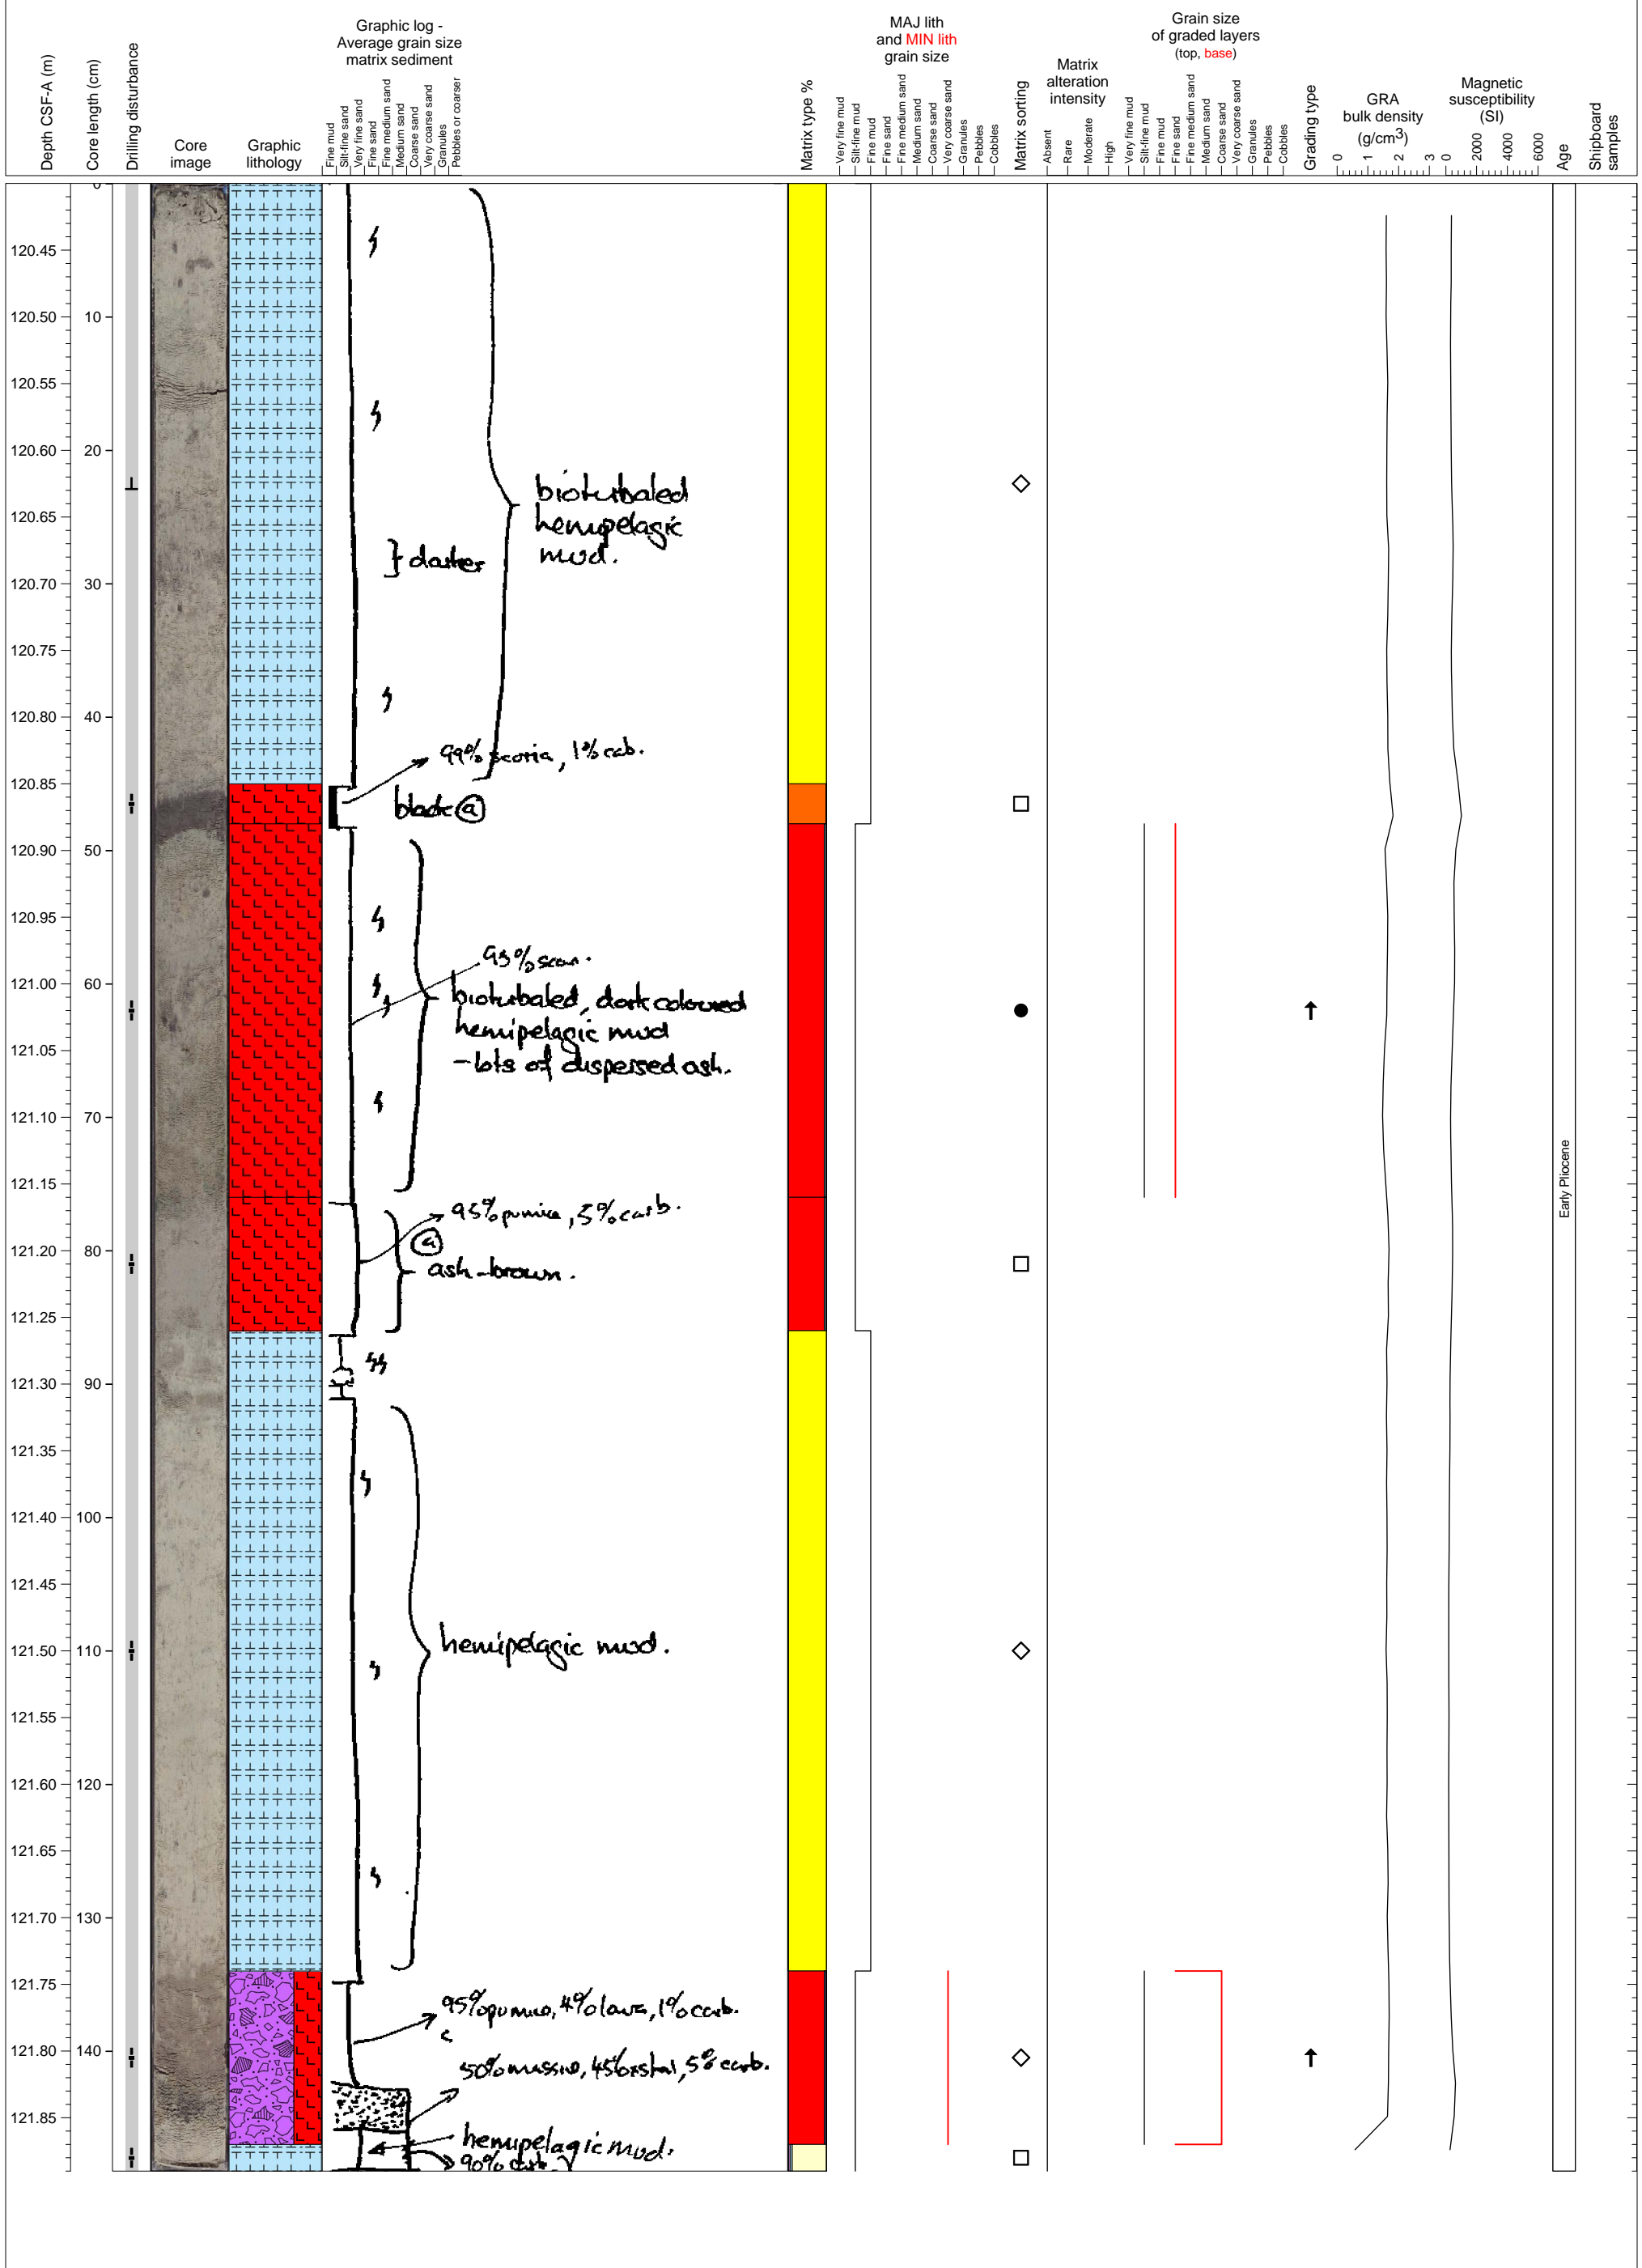 Depth CSF-A (m)
Core length (cm)
Drilling disturbance
Core
image
Graphic
lithology
Graphic log -
Average grain size
matrix sediment
Fine mud
Silt-fine sand
Very fine sand
Fine sand
Fine medium sand
Medium sand
Coarse sand
Very coarse sand
Granules
Pebbles or coarser
Matrix type %
MAJ lith
and MIN lith
grain size
Very fine mud
Silt-fine mud
Fine mud
Fine sand
Fine medium sand
Medium sand
Coarse sand
Very coarse sand
Granules
Pebbles
Cobbles
Matrix sorting
Matrix
alteration
intensity
Absent
Rare
Moderate
High
Grain size
of graded layers
(top, base)
Very fine mud
Silt-fine mud
Fine mud
Fine sand
Fine medium sand
Medium sand
Coarse sand
Very coarse sand
Granules
Pebbles
Cobbles
Grading type
GRA
bulk density
(g/cm3)
0 1 2 3
Magnetic
susceptibility
(SI)
0 2000 4000 6000
Age
Shipboard
samples
0
120.45
120.50 10
120.55
120.60 20
bioturbated
120.65
hemipelagic
mud.
} darker
120.70 30
120.75
120.80 40
99% scoria, 1% cab.
120.85
black a
120.90 50
120.95
93% scor.
121.00 60
bioturbated, dark coloured
hemipelagic mud
121.05
- lots of dispersed ash.
121.10 70
Early Pliocene
121.15
95% pumice, 5% carb.
121.20 80
a
ash - brown.
121.25
121.30 90
121.35
121.40 100
121.45
121.50 110
hemipelagic mud.
121.55
121.60 120
121.65
121.70 130
121.75
95% pumice, 4% lava, 1% carb.
121.80 140
50% massive, 45% xstal, 5% carb.
121.85
hemipelagic mud.
90% carb.